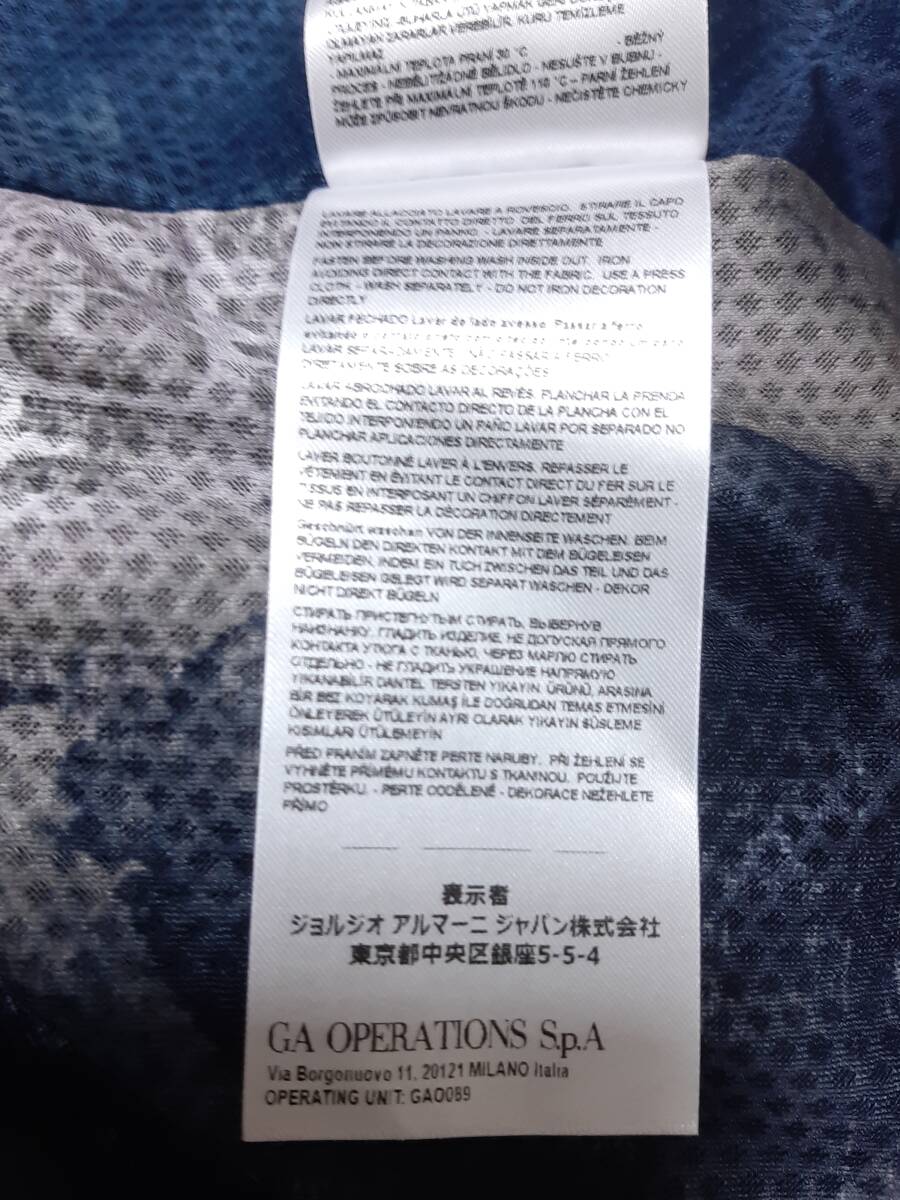 OLMAYAN ZARARLAR VEREBİLİR. KURU TEMİZLEME
YAPILMAZ - BĚŽNÝ
- MAXIMÁLNÍ TEPLOTA PRANÍ 30 °C
PROCES - NEBĚLIT/ŽÁDNÉ BĚLIDLO - NESUŠTE V BUBNU -
ŽEHLETE PŘI MAXIMÁLNÍ TEPLOTĚ 110 °C - PARNÍ ŽEHLENÍ
MŮŽE ZPŮSOBIT NEVRATNOU ŠKODU - NEČISTĚTE CHEMICKY
LAVARE ALLACCIATO LAVARE A ROVESCIO. STIRARE IL CAPO
EVITANDO IL CONTATTO DIRETTO DEL FERRO SUL TESSUTO
INTERPONENDO UN PANNO. - LAVARE SEPARATAMENTE -
NON STIRARE LA DECORAZIONE DIRETTAMENTE
FASTEN BEFORE WASHING WASH INSIDE OUT. IRON
AVOIDING DIRECT CONTACT WITH THE FABRIC. USE A PRESS
CLOTH. - WASH SEPARATELY - DO NOT IRON DECORATION
DIRECTLY
LAVAR FECHADO Lavar do lado avesso. Passar a ferro
evitando
LAVAR SEPARADAMENTE - NÃO PASSAR A FERRO
DIRETAMENTE SOBRE AS DECORAÇÕES
LAVAR ABROCHADO LAVAR AL REVÉS. PLANCHAR LA PRENDA
EVITANDO EL CONTACTO DIRECTO DE LA PLANCHA CON EL
TEJIDO INTERPONIENDO UN PAÑO LAVAR POR SEPARADO NO
PLANCHAR APLICACIONES DIRECTAMENTE
LAVER BOUTONNÉ LAVER À L'ENVERS. REPASSER LE
VÊTEMENT EN ÉVITANT LE CONTACT DIRECT DU FER SUR LE
TISSUS EN INTERPOSANT UN CHIFFON LAVER SÉPARÉMENT -
NE PAS REPASSER LA DÉCORATION DIRECTEMENT
Geschnürt waschen VON DER INNENSEITE WASCHEN. BEIM
BÜGELN DEN DIREKTEN KONTAKT MIT DEM BÜGELEISEN
VERMEIDEN, INDEM EIN TUCH ZWISCHEN DAS TEIL UND DAS
BÜGELEISEN GELEGT WIRD SEPARAT WASCHEN - DEKOR
NICHT DIREKT BÜGELN
СТИРАТЬ ПРИСТЕГНУТЫМ СТИРАТЬ, ВЫВЕРНУВ
НАИЗНАНКУ. ГЛАДИТЬ ИЗДЕЛИЕ, НЕ ДОПУСКАЯ ПРЯМОГО
КОНТАКТА УТЮГА С ТКАНЬЮ, ЧЕРЕЗ МАРЛЮ СТИРАТЬ
ОТДЕЛЬНО - НЕ ГЛАДИТЬ УКРАШЕНИЕ НАПРЯМУЮ
YIKANABİLİR DANTEL TERSTEN YIKAYIN. ÜRÜNÜ, ARASINA
BİR BEZ KOYARAK KUMAŞ İLE DOĞRUDAN TEMAS ETMESİNİ
ÖNLEYEREK ÜTÜLEYİN AYRI OLARAK YIKAYIN SÜSLEME
KISIMLARI ÜTÜLEMEYİN
PŘED PRANÍM ZAPNĚTE PERTE NARUBY. PŘI ŽEHLENÍ SE
VYHNĚTE PŘÍMÉMU KONTAKTU S TKANINOU. POUŽIJTE
PROSTĚRKU. - PERTE ODDĚLENĚ - DEKORACE NEŽEHLETE
PŘÍMO
表示者
ジョルジオ アルマーニ ジャパン株式会社
東京都中央区銀座5-5-4
GA OPERATIONS S.p.A
Via Borgonuovo 11, 20121 MILANO Italia
OPERATING UNIT: GAO089